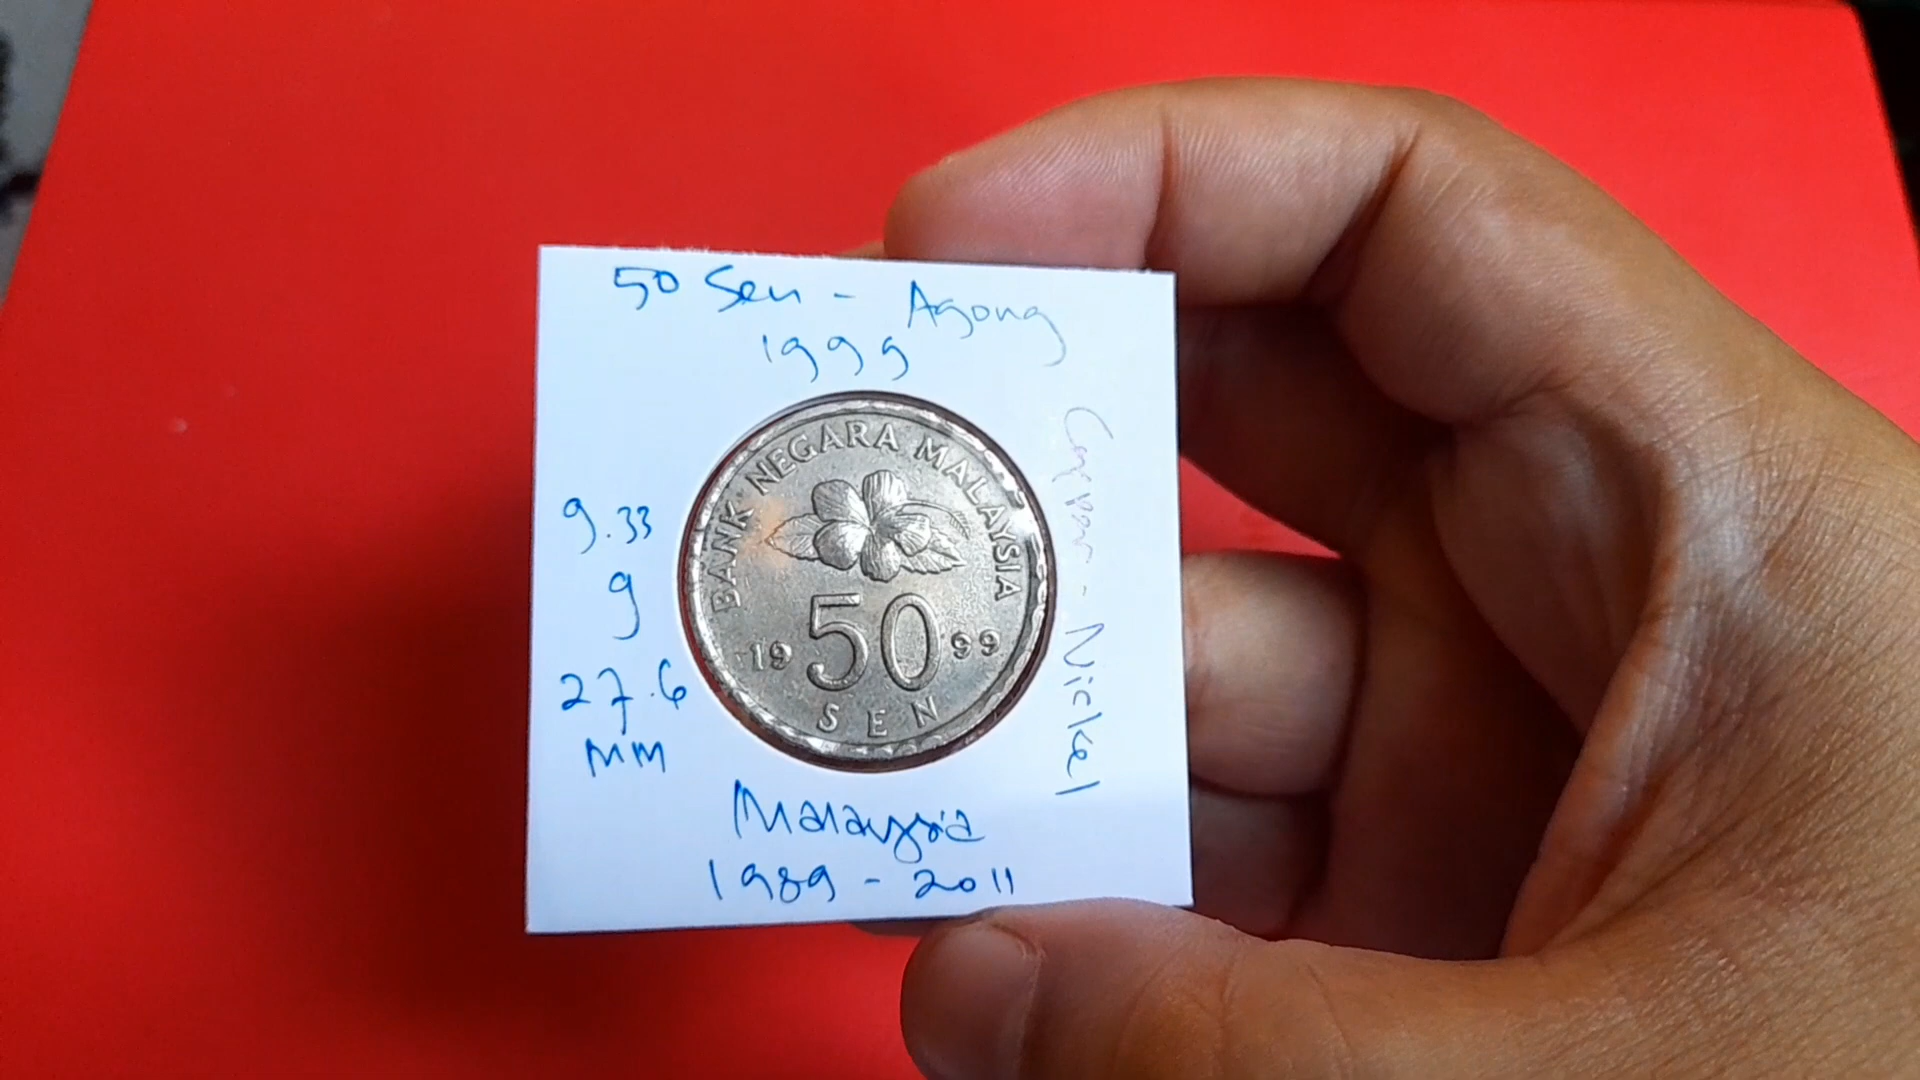 50 Sen - Agong
1999
Copper - Nickel
9.33
g
27.6
MM
BANK NEGARA MALAYSIA
19 50 99
SEN
Malaysia
1989 - 2011